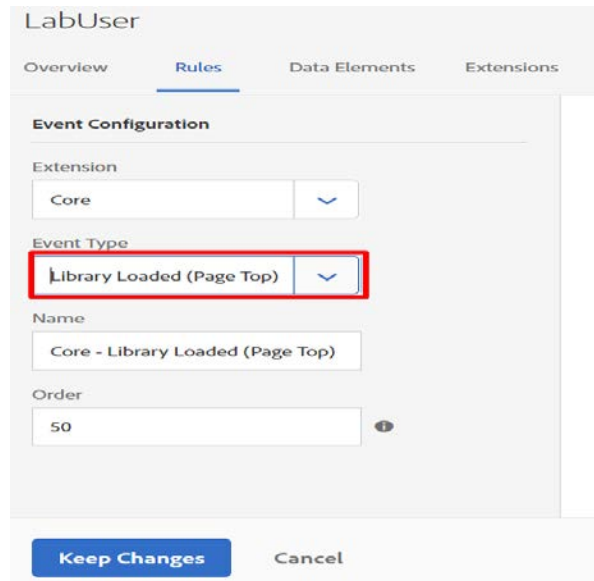 LabUser
Overview Rules Data Elements Extensions
Event Configuration
Extension
Core
Event Type
Library Loaded (Page Top)
Name
Core - Library Loaded (Page Top)
Order
50
Keep Changes Cancel